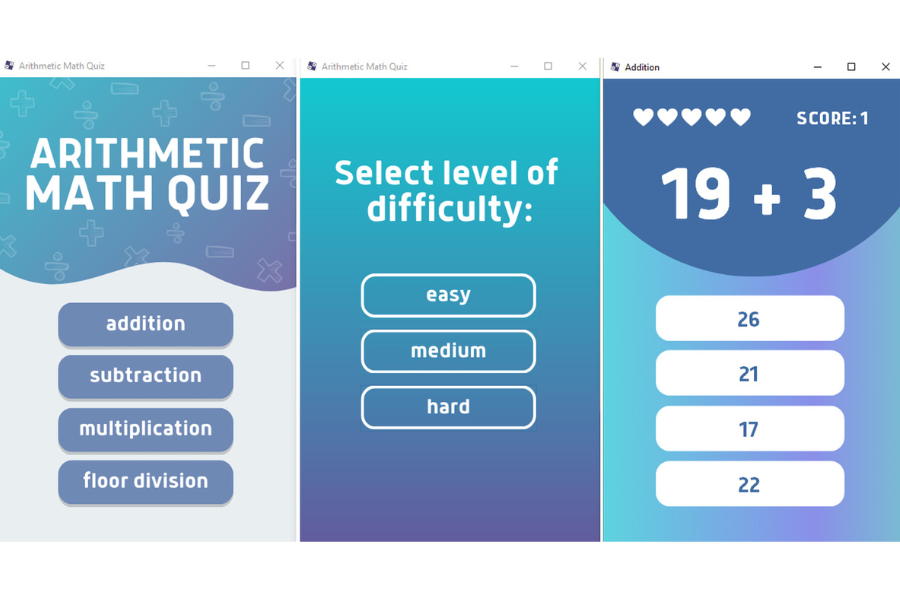 Arithmetic Math Quiz
ARITHMETIC
MATH QUIZ
addition
subtraction
multiplication
floor division
Arithmetic Math Quiz
Select level of
difficulty:
easy
medium
hard
Addition
SCORE:1
19 + 3
26
21
17
22